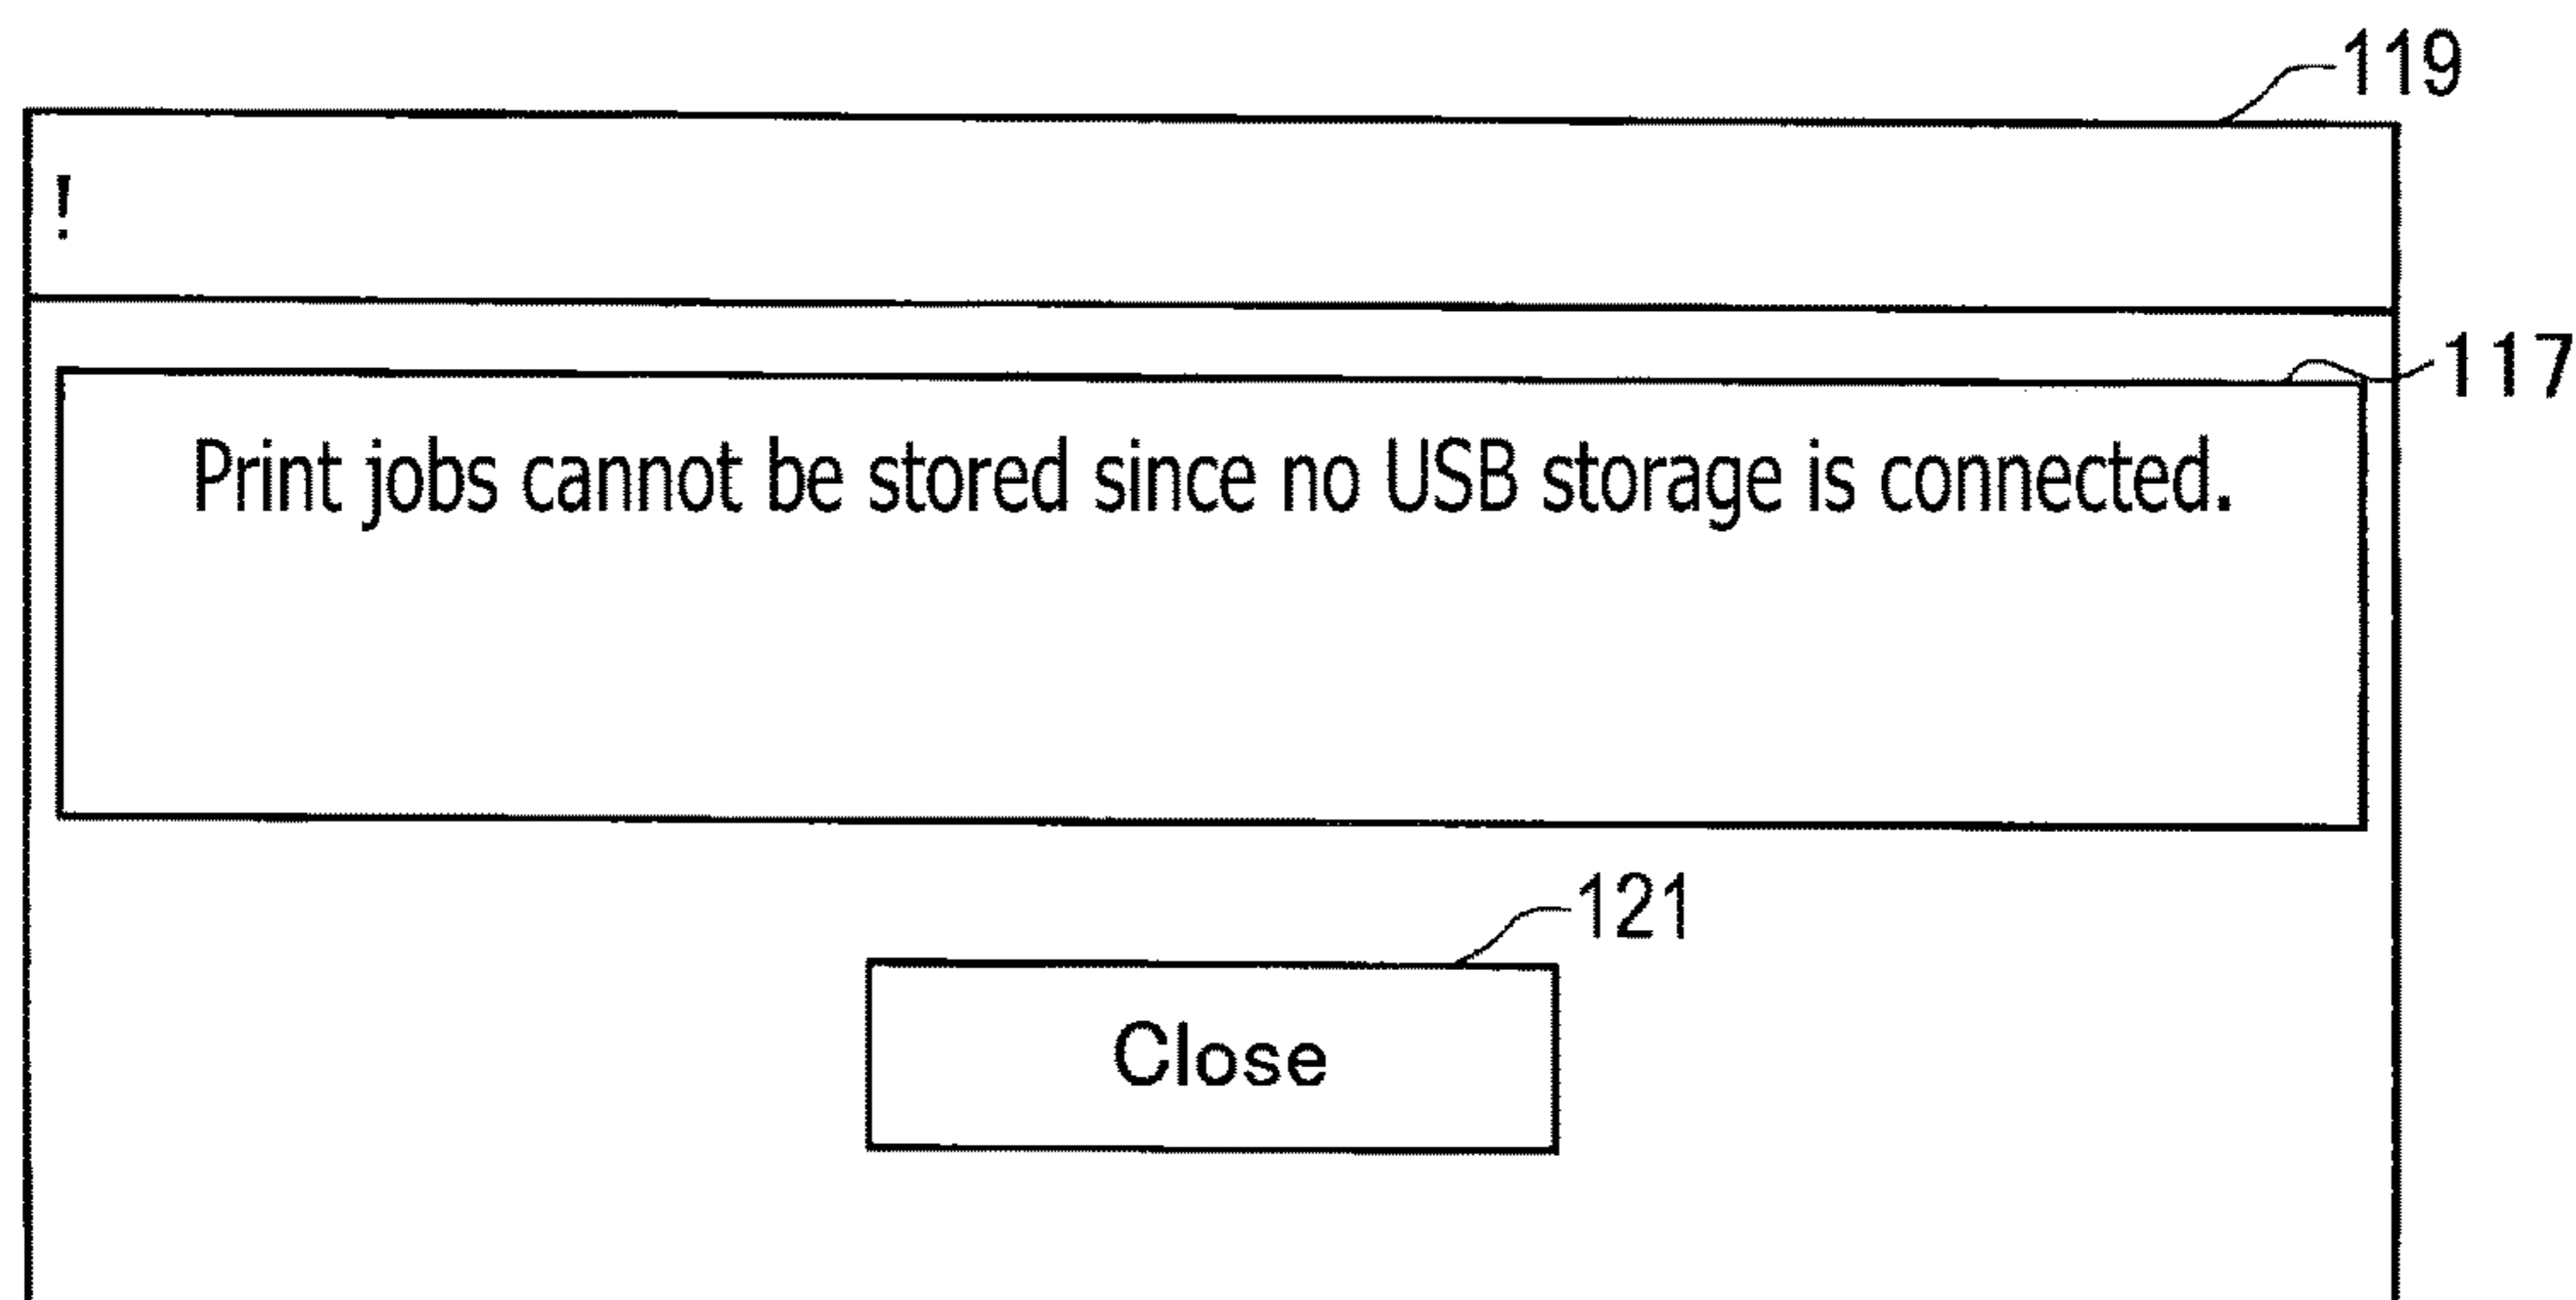 119
!
117
Print jobs cannot be stored since no USB storage is connected.
121
Close